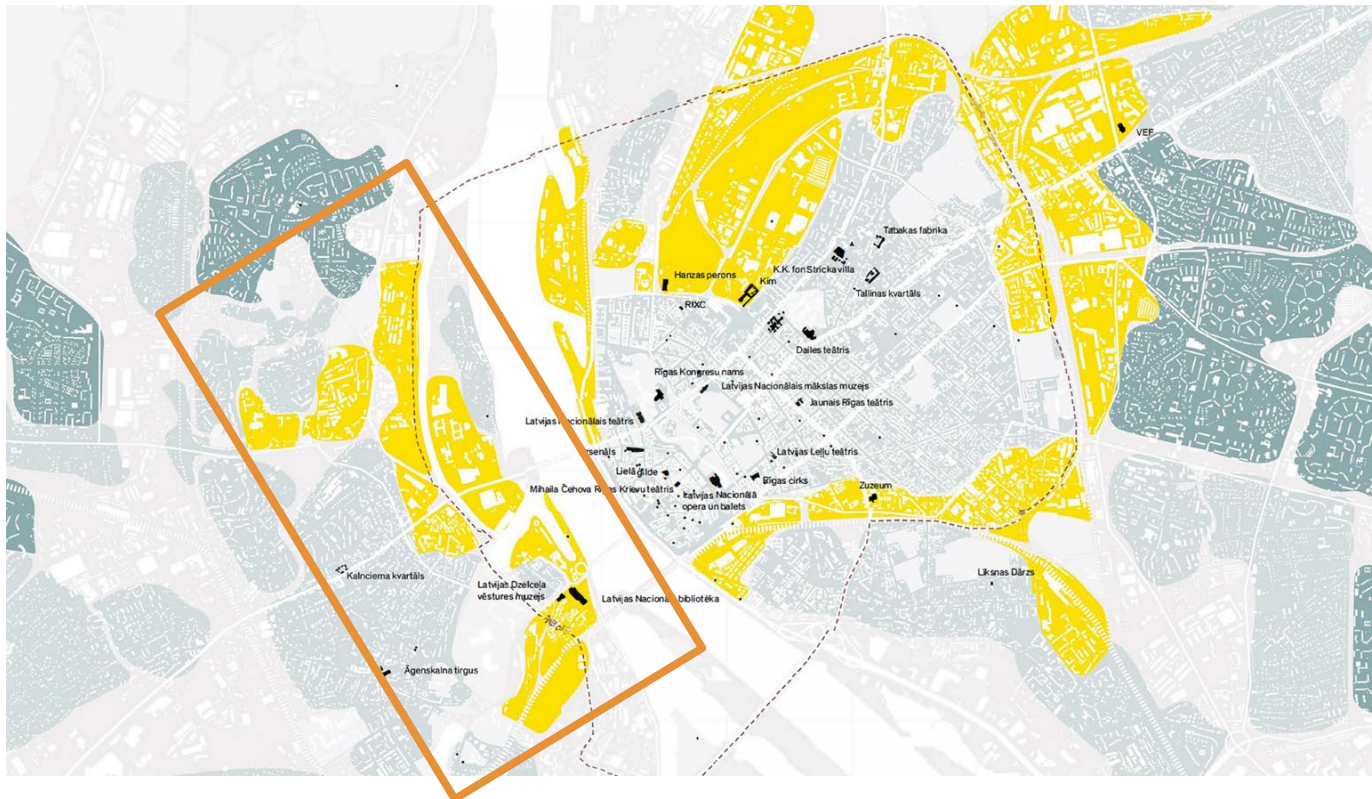 VEF
Tabakas fabrika
K.K. fon Stricka villa
Hanzas perons
Kim
Tallinas kvartāls
RIXC
Dailes teātris
Rīgas Kongresu nams
Latvijas Nacionālais mākslas muzejs
Jaunais Rīgas teātris
Latvijas Nacionālais teātris
Latvijas Leļļu teātris
Lielā ģilde
Rīgas cirks
Mihaila Čehova Rīgas Krievu teātris
Zuzeum
Latvijas Nacionālā
opera un balets
Kalnciema kvartāls
Latvijas Dzelzceļa
vēstures muzejs
Latvijas Nacionālā bibliotēka
Līksnas Dārzs
Āgenskalna tirgus